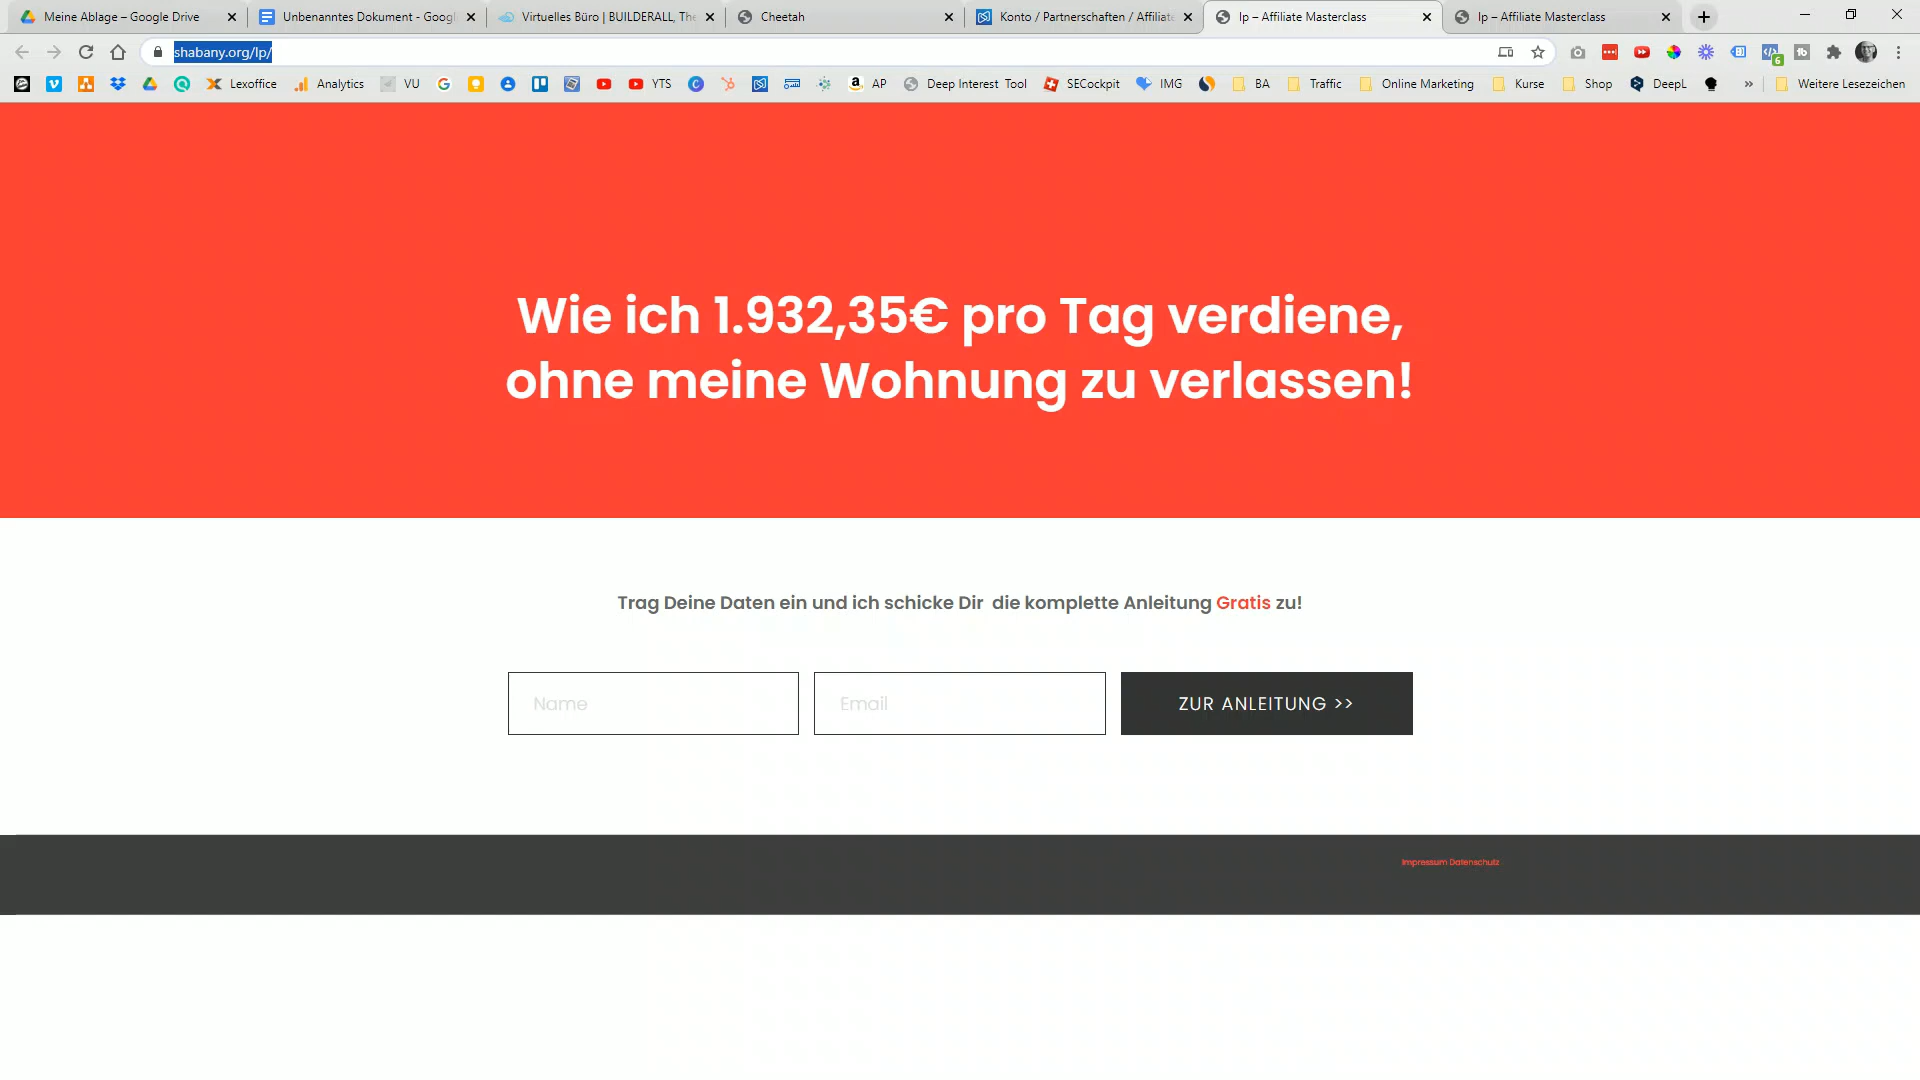 Meine Ablage – Google Drive
Unbenanntes Dokument - Googl
Virtuelles Büro | BUILDERALL, The
Cheetah
Konto / Partnerschaften / Affiliate
lp – Affiliate Masterclass
lp – Affiliate Masterclass
shabany.org/lp/
Lexoffice
Analytics
VU
YTS
AP
Deep Interest Tool
SECockpit
IMG
BA
Traffic
Online Marketing
Kurse
Shop
DeepL
»
Weitere Lesezeichen
Wie ich 1.932,35€ pro Tag verdiene,
ohne meine Wohnung zu verlassen!
Trag Deine Daten ein und ich schicke Dir die komplette Anleitung Gratis zu!
Name
Email
ZUR ANLEITUNG >>
Impressum Datenschutz